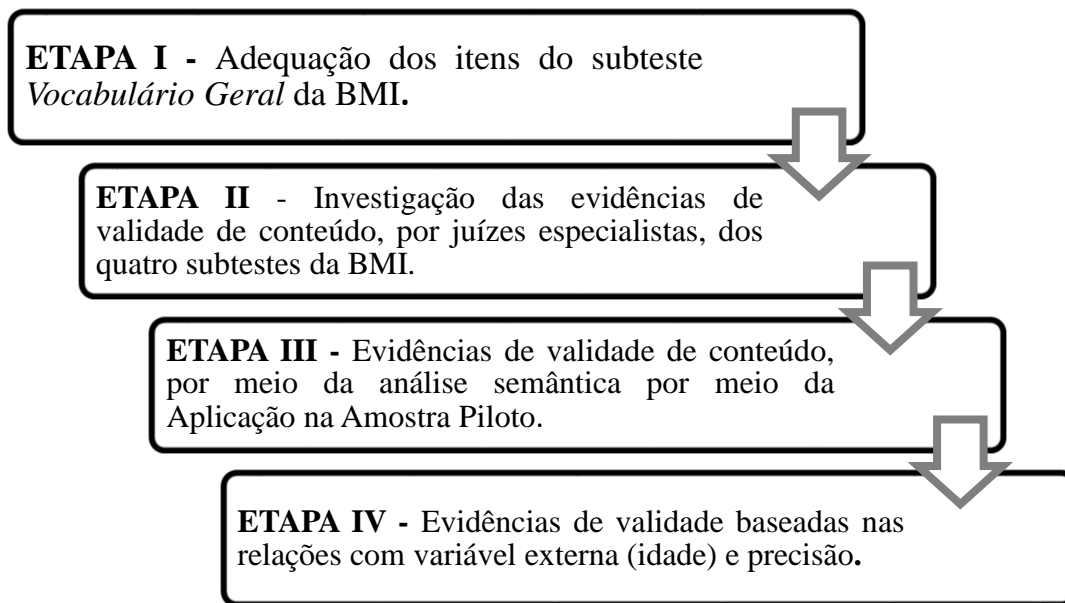 ETAPA I - Adequação dos itens do subteste
Vocabulário Geral da BMI.
ETAPA II - Investigação das evidências de
validade de conteúdo, por juízes especialistas, dos
quatro subtestes da BMI.
ETAPA III - Evidências de validade de conteúdo,
por meio da análise semântica por meio da
Aplicação na Amostra Piloto.
ETAPA IV - Evidências de validade baseadas nas
relações com variável externa (idade) e precisão.